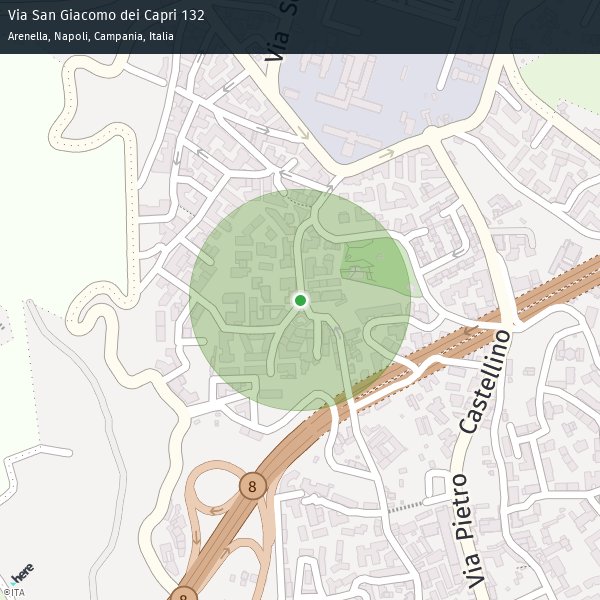 Via San Giacomo dei Capri 132
Arenella, Napoli, Campania, Italia
Via
8
Via Pietro Castellino
8
here
©ITA